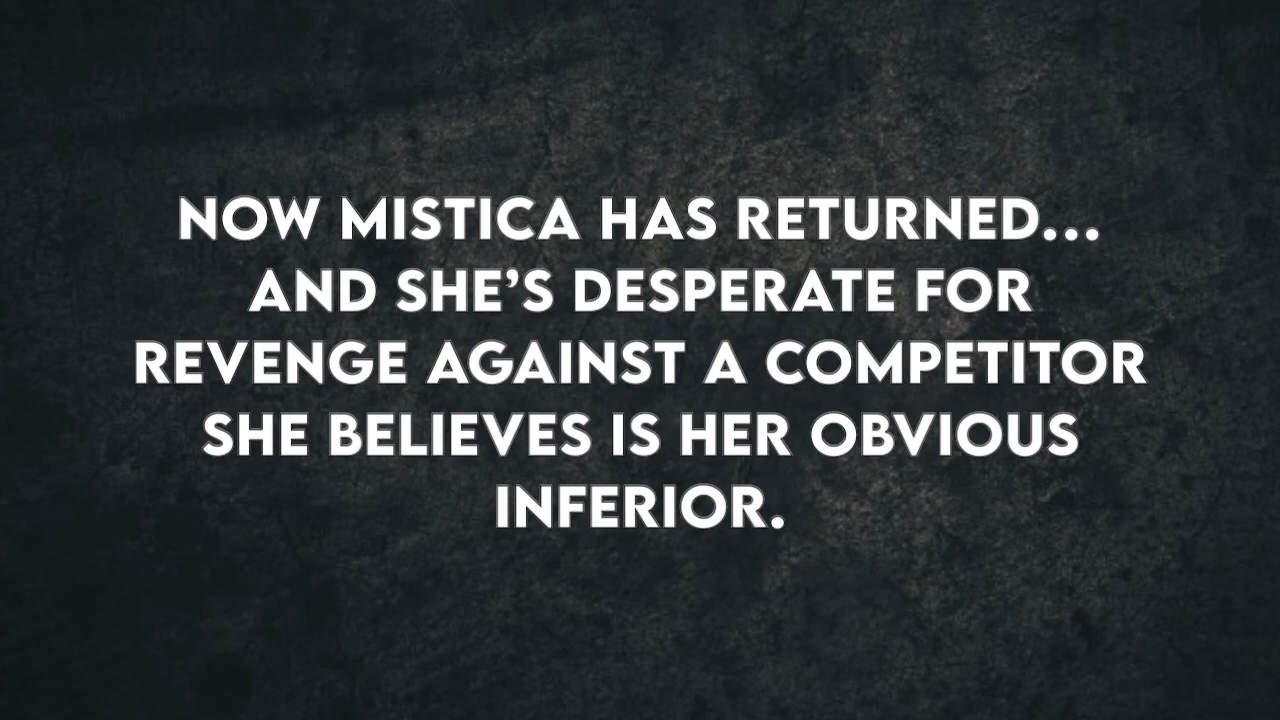 NOW MISTICA HAS RETURNED...
AND SHE’S DESPERATE FOR
REVENGE AGAINST A COMPETITOR
SHE BELIEVES IS HER OBVIOUS
INFERIOR.